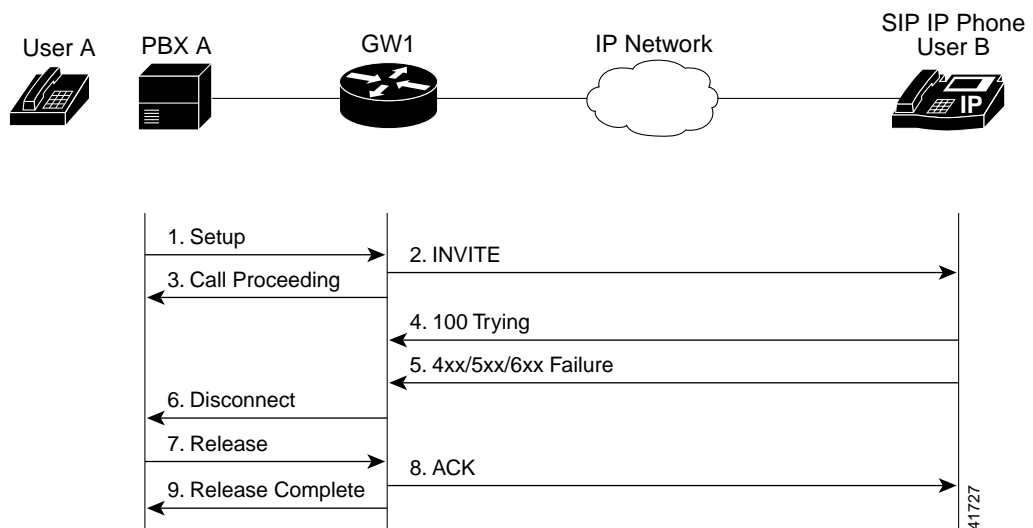 User A
PBX A
GW1
IP Network
SIP IP Phone
User B
IP
1. Setup
2. INVITE
3. Call Proceeding
4. 100 Trying
5. 4xx/5xx/6xx Failure
6. Disconnect
7. Release
8. ACK
9. Release Complete
41727